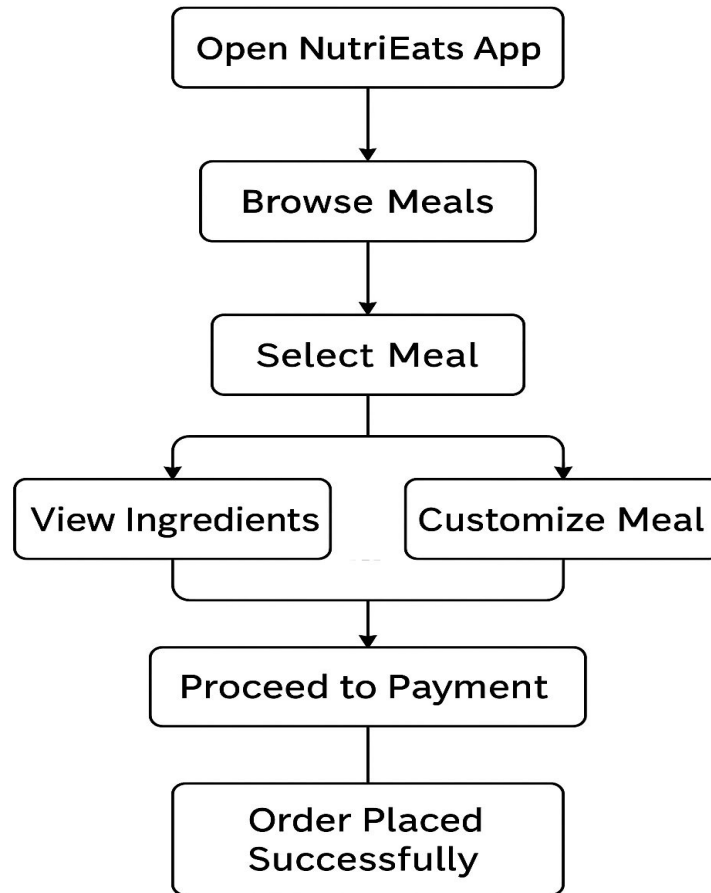 Open NutriEats App
Browse Meals
Select Meal
View Ingredients
Customize Meal
Proceed to Payment
Order Placed
Successfully